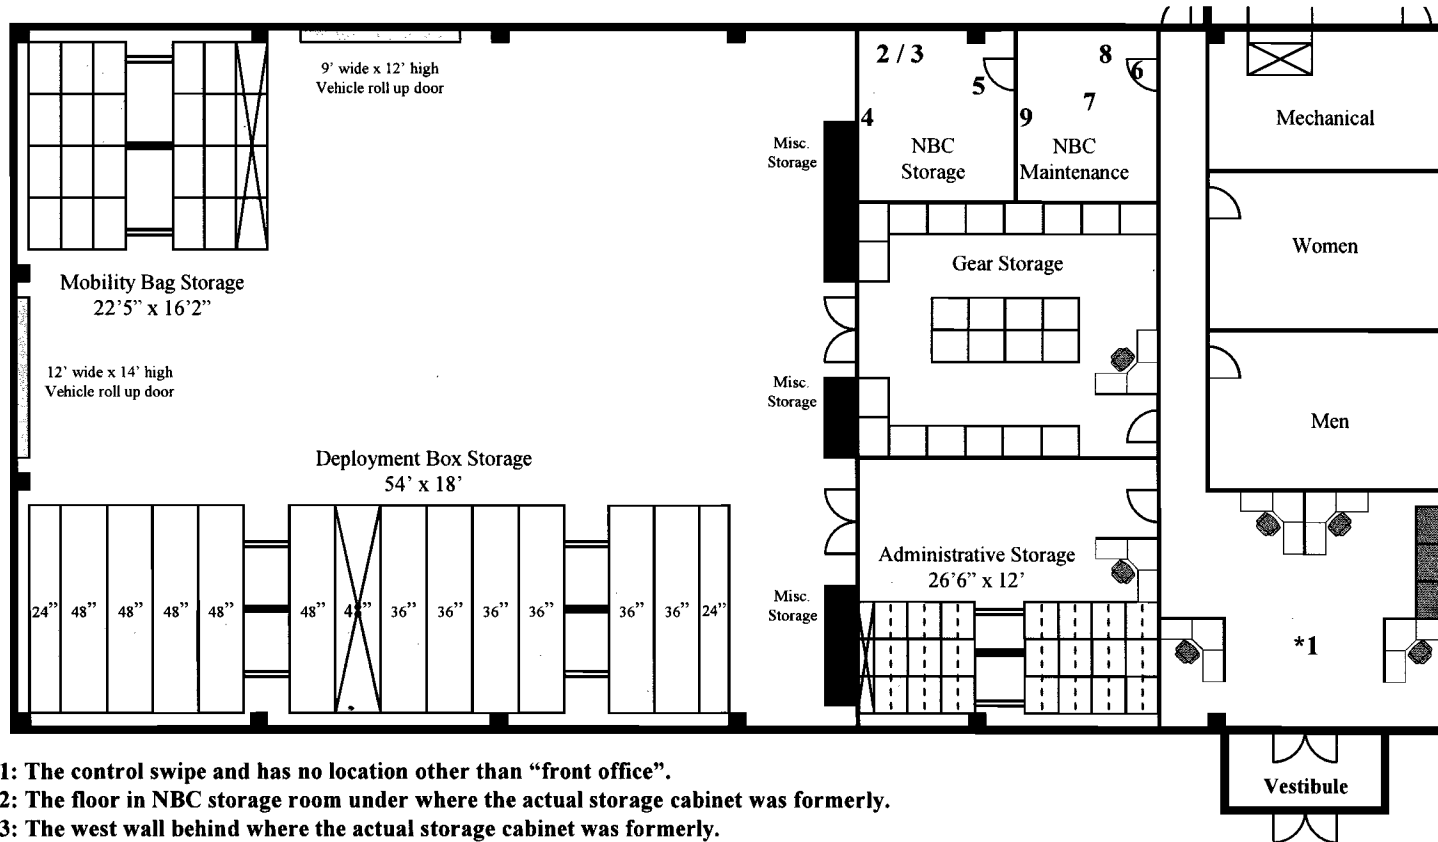 9’ wide x 12’ high
Vehicle roll up door
2 / 3
8
6
5
7
4
9
Misc.
Storage
NBC
Storage
NBC
Maintenance
Mechanical
Women
Gear Storage
Mobility Bag Storage
22’5” x 16’2”
12’ wide x 14’ high
Vehicle roll up door
Misc.
Storage
Men
Deployment Box Storage
54’ x 18’
Administrative Storage
26’6” x 12’
Misc.
Storage
24” 48” 48” 48” 48” 48” 48” 36” 36” 36” 36” 36” 36” 24”
*1
Vestibule
1: The control swipe and has no location other than “front office”.
2: The floor in NBC storage room under where the actual storage cabinet was formerly.
3: The west wall behind where the actual storage cabinet was formerly.